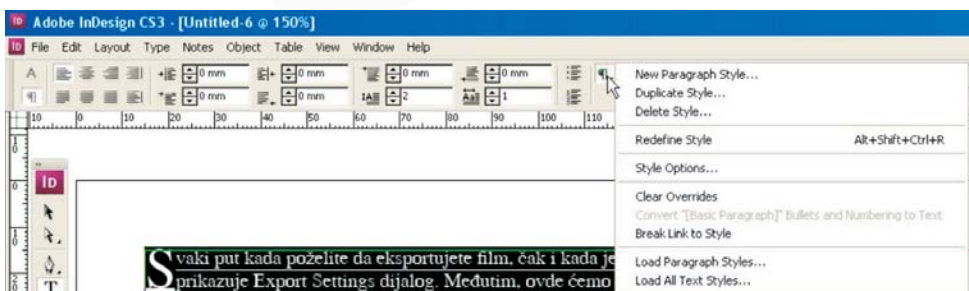 Adobe InDesign CS3 - [Untitled-6 @ 150%]
File Edit Layout Type Notes Object Table View Window Help
A 0 mm 0 mm 0 mm 0 mm
0 mm 0 mm 2 1
10 0 10 20 30 40 50 60 70 80 90 100 110
New Paragraph Style...
Duplicate Style...
Delete Style...
Redefine Style Alt+Shift+Ctrl+R
Style Options...
Clear Overrides
Convert "[Basic Paragraph]" Bullets and Numbering to Text
Break Link to Style
Load Paragraph Styles...
Load All Text Styles...
Svaki put kada poželite da eksportujete film, čak i kada je
prikazuje Export Settings dijalog. Međutim, ovde ćemo